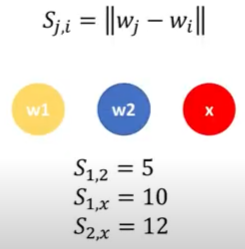 S_{j,i} = ‖w_j − w_i‖
w1 w2 x
S_{1,2} = 5
S_{1,x} = 10
S_{2,x} = 12